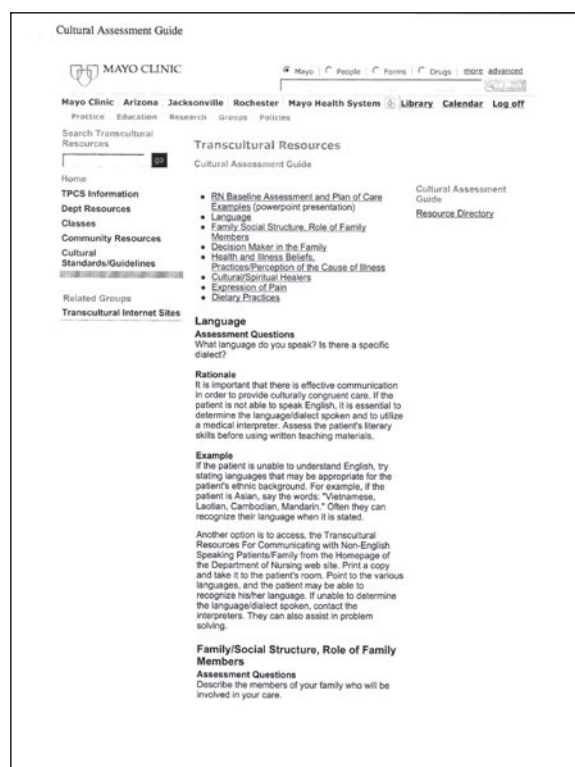 Cultural Assessment Guide
MAYO CLINIC
Mayo People Forms Drugs more advanced
Mayo Clinic Arizona Jacksonville Rochester Mayo Health System Library Calendar Log off
Practice Education Research Groups Policies
Search Transcultural
Resources
go
Home
TPCS Information
Dept Resources
Classes
Community Resources
Cultural
Standards/Guidelines
Related Groups
Transcultural Internet Sites
Transcultural Resources
Cultural Assessment Guide
RN Baseline Assessment and Plan of Care
Examples (powerpoint presentation)
Language
Family Social Structure, Role of Family
Members
Decision Maker in the Family
Health and Illness Beliefs,
Practices/Perception of the Cause of Illness
Cultural/Spiritual Healers
Expression of Pain
Dietary Practices
Cultural Assessment
Guide
Resource Directory
Language
Assessment Questions
What language do you speak? Is there a specific
dialect?
Rationale
It is important that there is effective communication
in order to provide culturally congruent care. If the
patient is not able to speak English, it is essential to
determine the language/dialect spoken and to utilize
a medical interpreter. Assess the patient's literary
skills before using written teaching materials.
Example
If the patient is unable to understand English, try
stating languages that may be appropriate for the
patient's ethnic background. For example, if the
patient is Asian, say the words: "Vietnamese,
Laotian, Cambodian, Mandarin." Often they can
recognize their language when it is stated.
Another option is to access, the Transcultural
Resources For Communicating with Non-English
Speaking Patients/Family from the Homepage of
the Department of Nursing web site. Print a copy
and take it to the patient's room. Point to the various
languages, and the patient may be able to
recognize his/her language. If unable to determine
the language/dialect spoken, contact the
interpreters. They can also assist in problem
solving.
Family/Social Structure, Role of Family
Members
Assessment Questions
Describe the members of your family who will be
involved in your care.